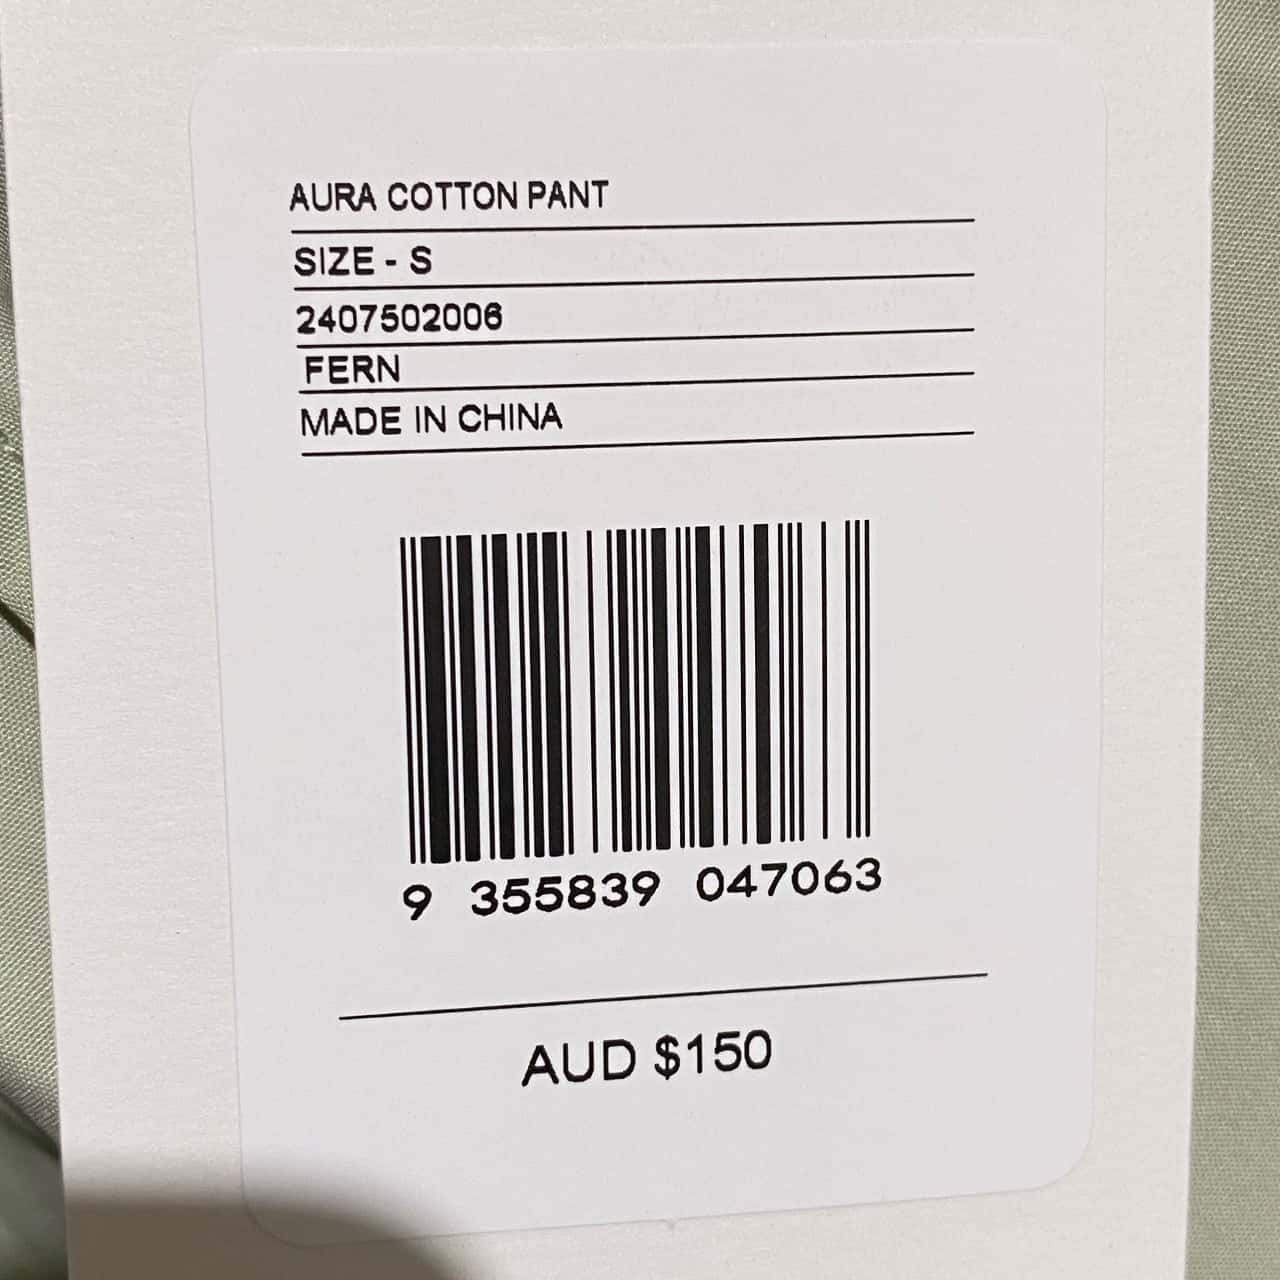 AURA COTTON PANT
SIZE - S
2407502006
FERN
MADE IN CHINA
9 355839 047063
AUD $150